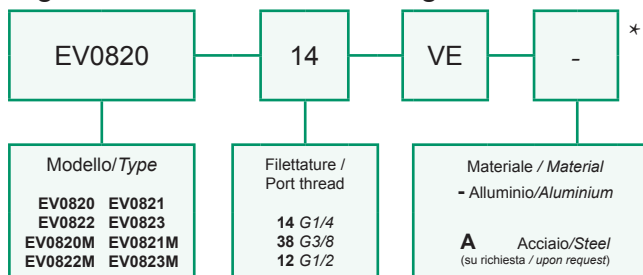 EV0820 14 VE - *
Modello/Type
EV0820 EV0821
EV0822 EV0823
EV0820M EV0821M
EV0822M EV0823M
Filettature /
Port thread
14 G1/4
38 G3/8
12 G1/2
Materiale / Material
- Alluminio/Aluminium
A Acciaio/Steel
(su richiesta / upon request)